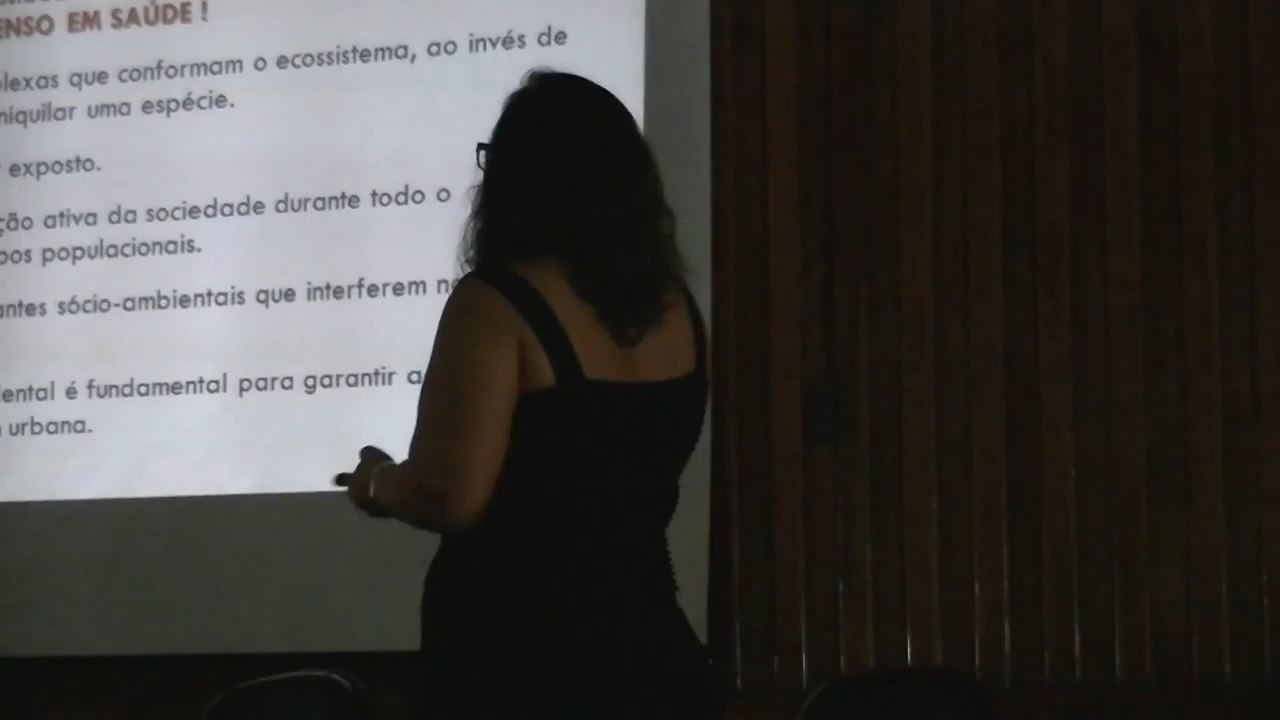 ENSO EM SAÚDE !
lexas que conformam o ecossistema, ao invés de
niquilar uma espécie.
exposto.
ção ativa da sociedade durante todo o
pos populacionais.
antes sócio-ambientais que interferem n
ental é fundamental para garantir a
urbana.